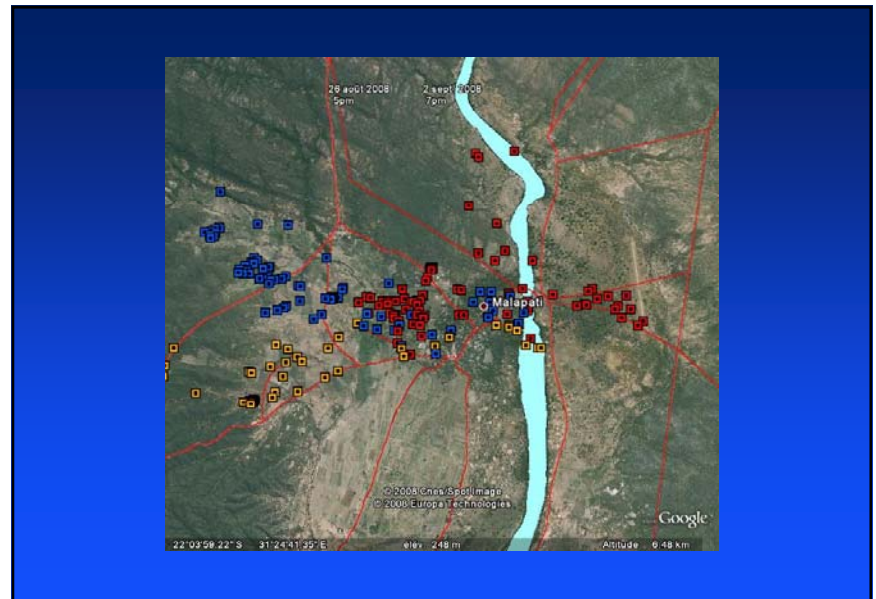 26 août 2008 2 sept 2008
5pm 7pm
Malapati
© 2008 Cnes/Spot Image
© 2008 Europa Technologies
Google
22°03'59.22" S 31°24'41.35" E elev 248 m Altitude 6.48 km